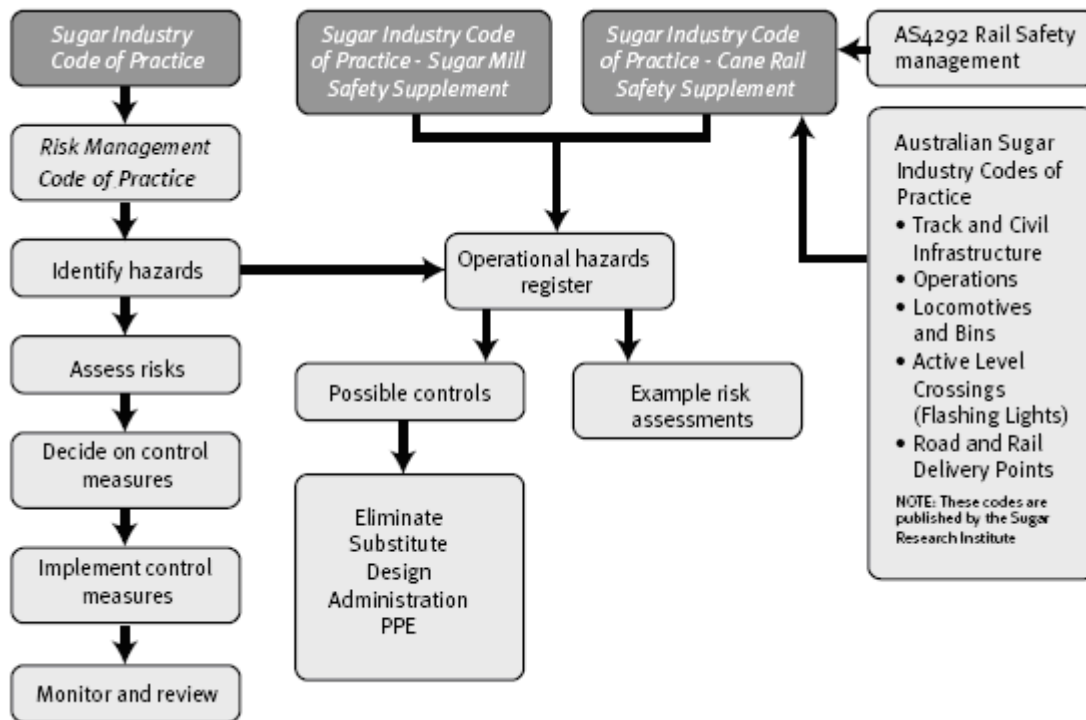 Sugar Industry
Code of Practice
Risk Management
Code of Practice
Identify hazards
Assess risks
Decide on control
measures
Implement control
measures
Monitor and review
Sugar Industry Code
of Practice - Sugar Mill
Safety Supplement
Sugar Industry Code
of Practice - Cane Rail
Safety Supplement
Operational hazards
register
Possible controls
Example risk
assessments
Eliminate
Substitute
Design
Administration
PPE
AS4292 Rail Safety
management
Australian Sugar
Industry Codes of
Practice
• Track and Civil
Infrastructure
• Operations
• Locomotives
and Bins
• Active Level
Crossings
(Flashing Lights)
• Road and Rail
Delivery Points
NOTE: These codes are
published by the Sugar
Research Institute